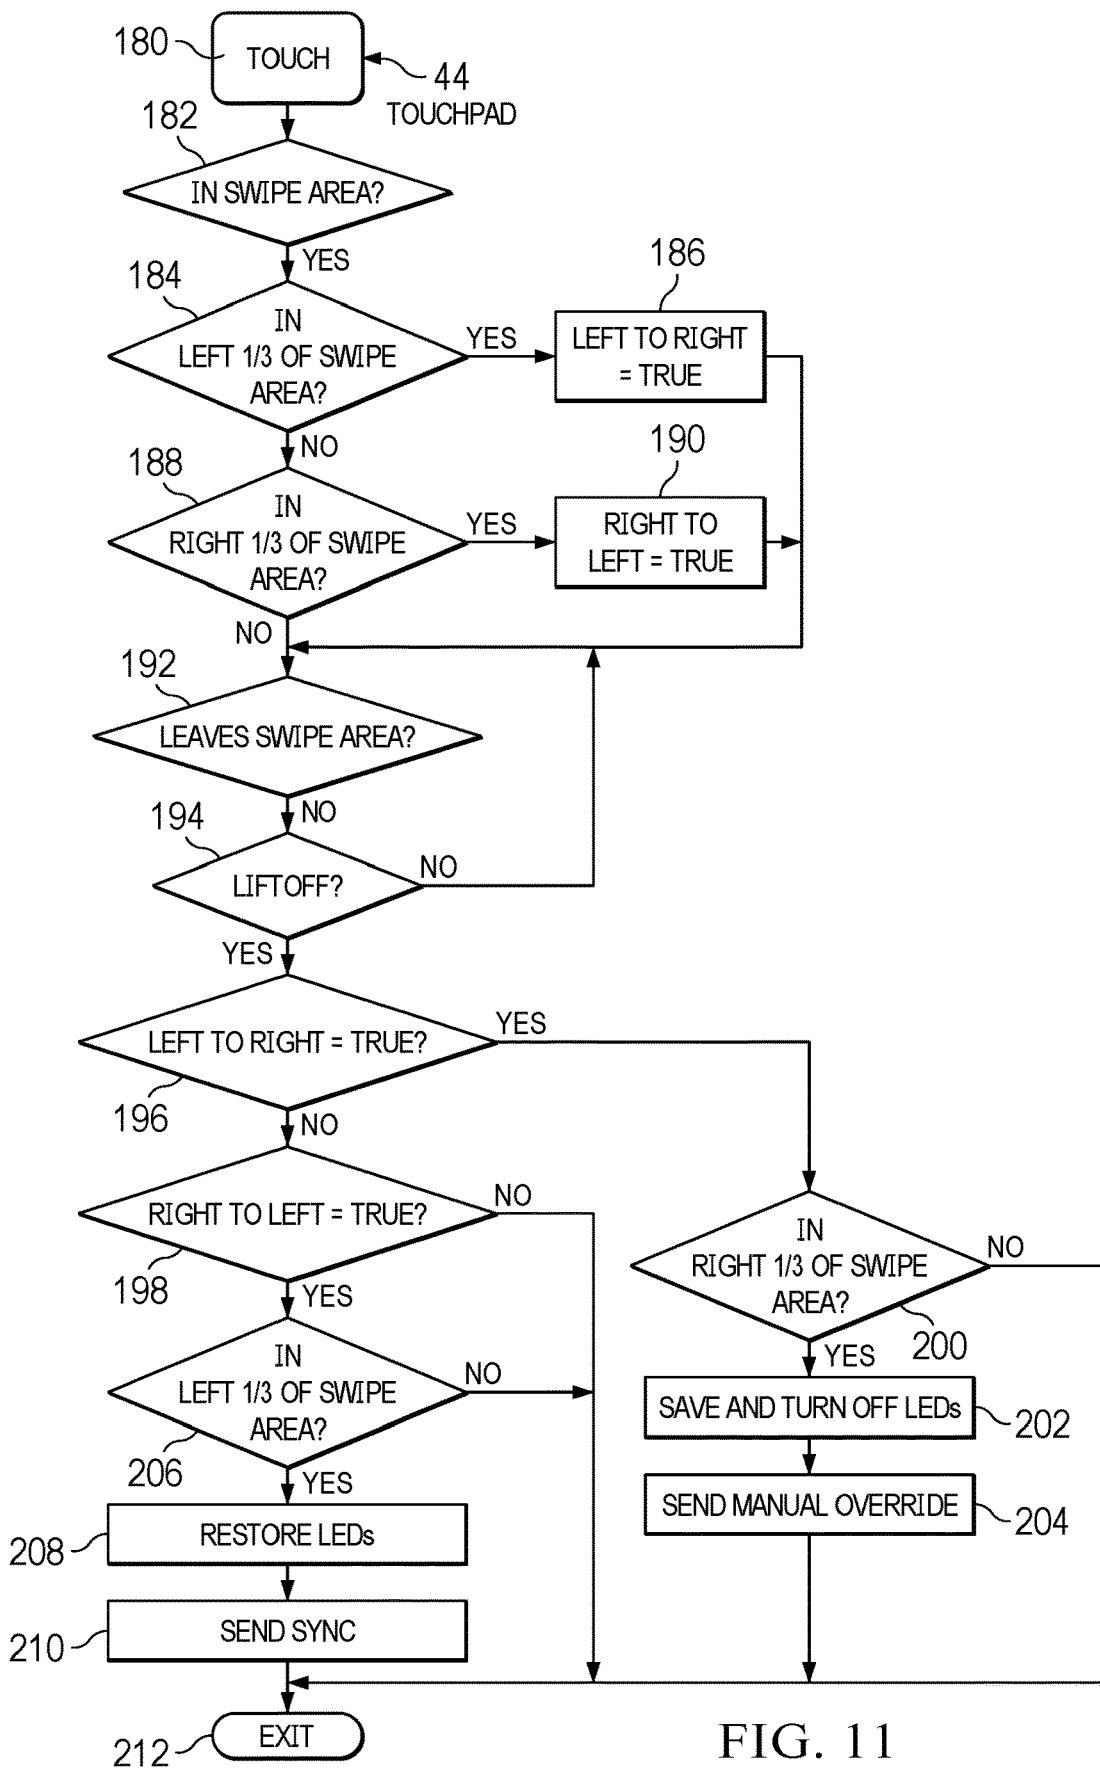 180
TOUCH
44
TOUCHPAD
182
IN SWIPE AREA?
YES
184
IN
LEFT 1/3 OF SWIPE
AREA?
YES
186
LEFT TO RIGHT
= TRUE
NO
188
IN
RIGHT 1/3 OF SWIPE
AREA?
YES
190
RIGHT TO
LEFT = TRUE
NO
192
LEAVES SWIPE AREA?
NO
194
LIFTOFF?
NO
YES
LEFT TO RIGHT = TRUE?
YES
196
NO
RIGHT TO LEFT = TRUE?
NO
198
YES
IN
RIGHT 1/3 OF SWIPE
AREA?
NO
200
YES
IN
LEFT 1/3 OF SWIPE
AREA?
NO
206
YES
SAVE AND TURN OFF LEDs
202
SEND MANUAL OVERRIDE
204
RESTORE LEDs
208
SEND SYNC
210
EXIT
212
FIG. 11